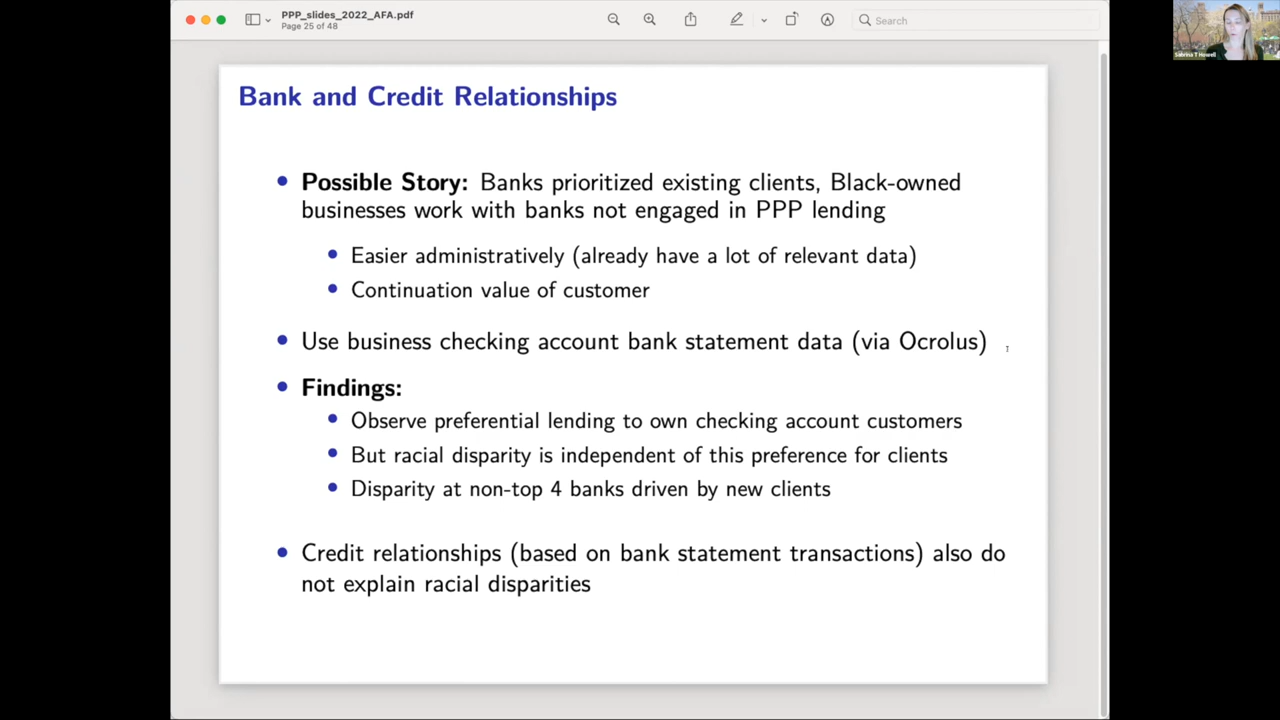 PPP_slides_2022_AFA.pdf
Page 25 of 48
Search
Sabrina T Howell
Bank and Credit Relationships
• Possible Story: Banks prioritized existing clients, Black-owned
businesses work with banks not engaged in PPP lending
• Easier administratively (already have a lot of relevant data)
• Continuation value of customer
• Use business checking account bank statement data (via Ocrolus)
• Findings:
• Observe preferential lending to own checking account customers
• But racial disparity is independent of this preference for clients
• Disparity at non-top 4 banks driven by new clients
• Credit relationships (based on bank statement transactions) also do
not explain racial disparities